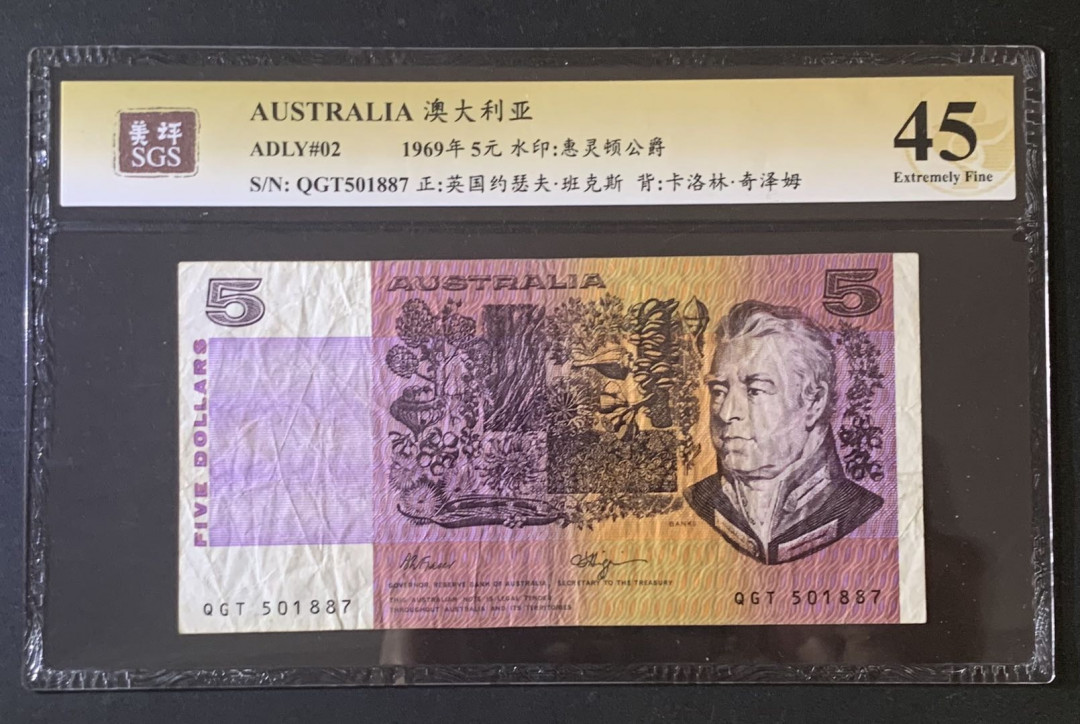 美坪
SGS
AUSTRALIA 澳大利亚
ADLY#02 1969年 5元 水印:惠灵顿公爵
S/N: QGT501887 正:英国约瑟夫·班克斯 背:卡洛林·奇泽姆
45
Extremely Fine
5
AUSTRALIA
5
FIVE DOLLARS
BANKS
GOVERNOR, RESERVE BANK OF AUSTRALIA. SECRETARY TO THE TREASURY
THIS AUSTRALIAN NOTE IS LEGAL TENDER
THROUGHOUT AUSTRALIA AND ITS TERRITORIES
QGT 501887
QGT 501887